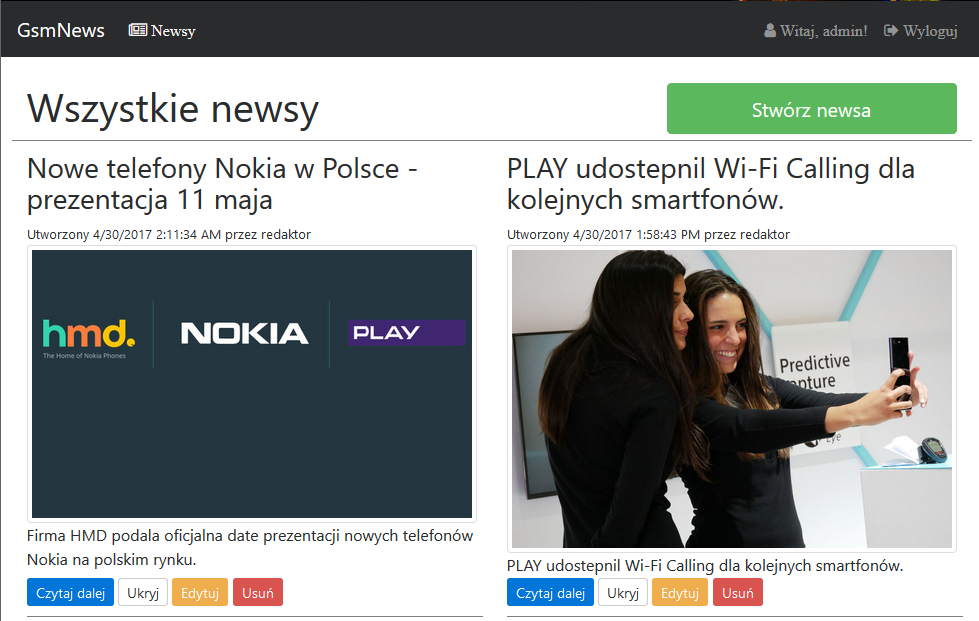 GsmNews Newsy Witaj, admin! Wyloguj
Wszystkie newsy
Stwórz newsa
Nowe telefony Nokia w Polsce -
prezentacja 11 maja
Utworzony 4/30/2017 2:11:34 AM przez redaktor
hmd.
The Home of Nokia Phones
NOKIA
PLAY
Firma HMD podala oficjalna date prezentacji nowych telefonów
Nokia na polskim rynku.
Czytaj dalej Ukryj Edytuj Usuń
PLAY udostepnil Wi-Fi Calling dla
kolejnych smartfonów.
Utworzony 4/30/2017 1:58:43 PM przez redaktor
Predictive
PLAY udostepnil Wi-Fi Calling dla kolejnych smartfonów.
Czytaj dalej Ukryj Edytuj Usuń